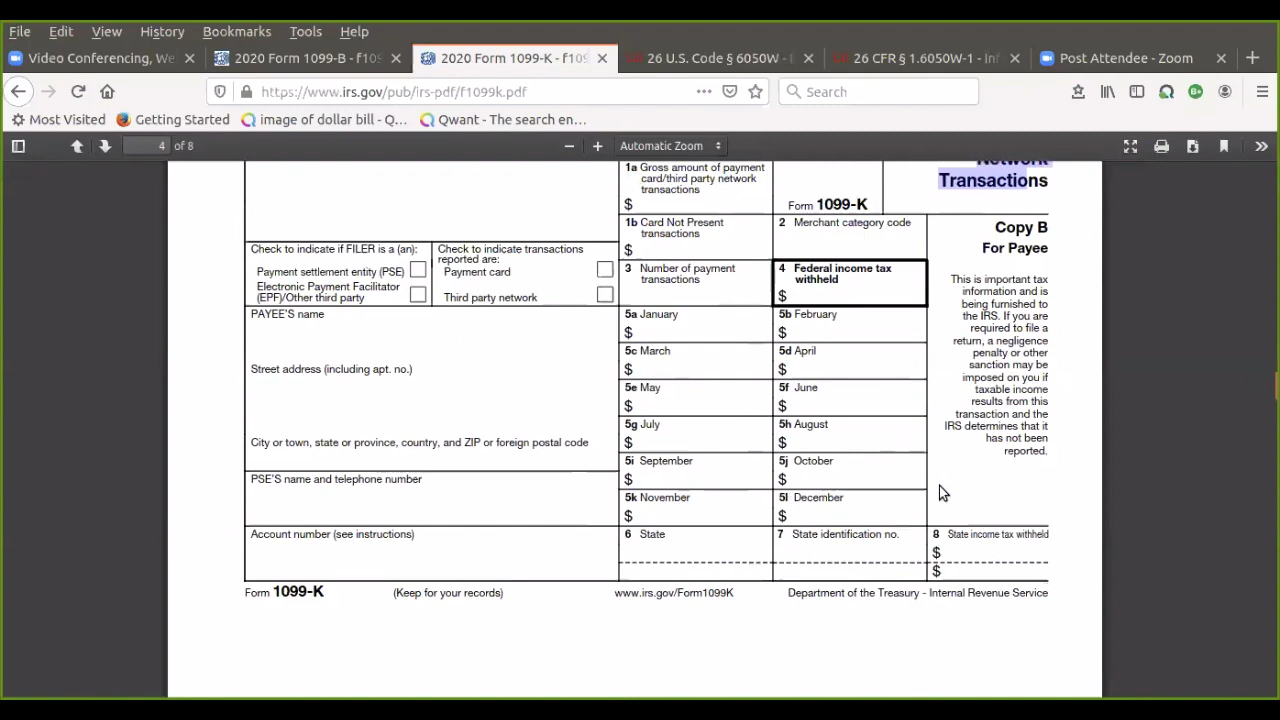 File Edit View History Bookmarks Tools Help
Video Conferencing, We
2020 Form 1099-B - f109
2020 Form 1099-K - f109
26 U.S. Code § 6050W -
26 CFR § 1.6050W-1 - Inf
Post Attendee - Zoom
https://www.irs.gov/pub/irs-pdf/f1099k.pdf
Search
Most Visited Getting Started image of dollar bill - Q... Qwant - The search en...
4 of 8
Automatic Zoom
Network
Transactions
1a Gross amount of payment
card/third party network
transactions
$
Form 1099-K
1b Card Not Present
transactions
$
2 Merchant category code
Copy B
For Payee
Check to indicate if FILER is a (an):
Payment settlement entity (PSE)
Electronic Payment Facilitator
(EPF)/Other third party
Check to indicate transactions
reported are:
Payment card
Third party network
3 Number of payment
transactions
4 Federal income tax
withheld
$
This is important tax
information and is
being furnished to
the IRS. If you are
required to file a
return, a negligence
penalty or other
sanction may be
imposed on you if
taxable income
results from this
transaction and the
IRS determines that it
has not been
reported.
PAYEE'S name
Street address (including apt. no.)
City or town, state or province, country, and ZIP or foreign postal code
PSE'S name and telephone number
Account number (see instructions)
5a January
$
5b February
$
5c March
$
5d April
$
5e May
$
5f June
$
5g July
$
5h August
$
5i September
$
5j October
$
5k November
$
5l December
$
6 State
7 State identification no.
8 State income tax withheld
$
$
Form 1099-K (Keep for your records) www.irs.gov/Form1099K Department of the Treasury - Internal Revenue Service